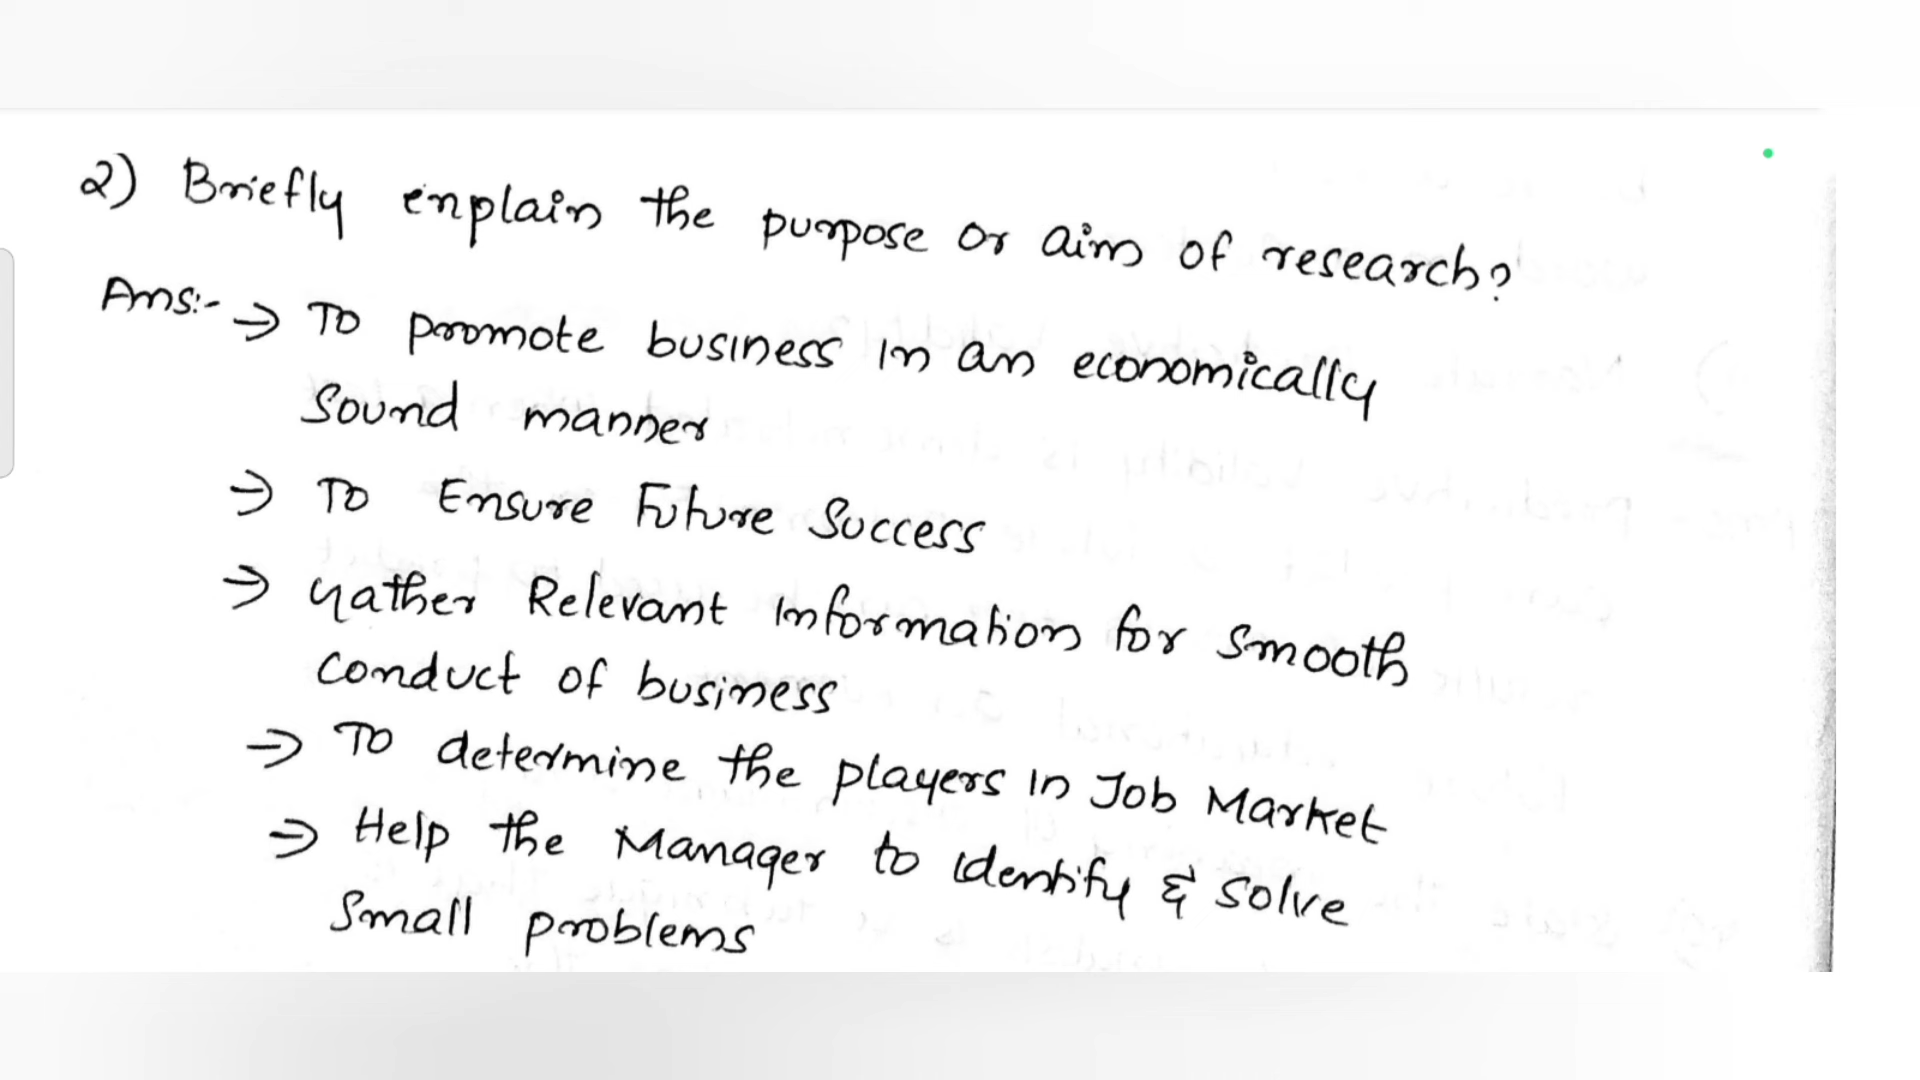 2) Briefly explain the purpose or aim of research?
Ans:- → To promote business in an economically
Sound manner
→ To Ensure Future Success
→ Gather Relevant Information for smooth
conduct of business
→ To determine the players in Job Market
→ Help the Manager to identify & solve
Small problems